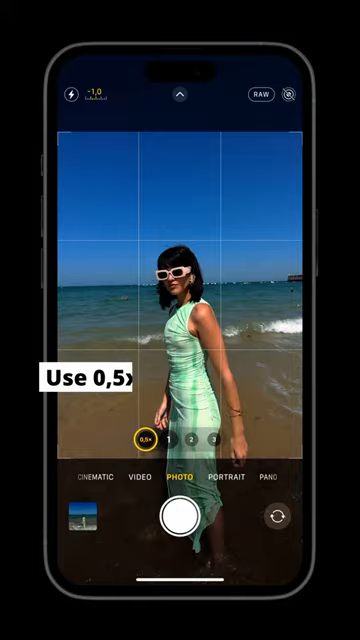 -1,0
RAW
Use 0,5x
0,5×
1
2
3
CINEMATIC
VIDEO
PHOTO
PORTRAIT
PANO